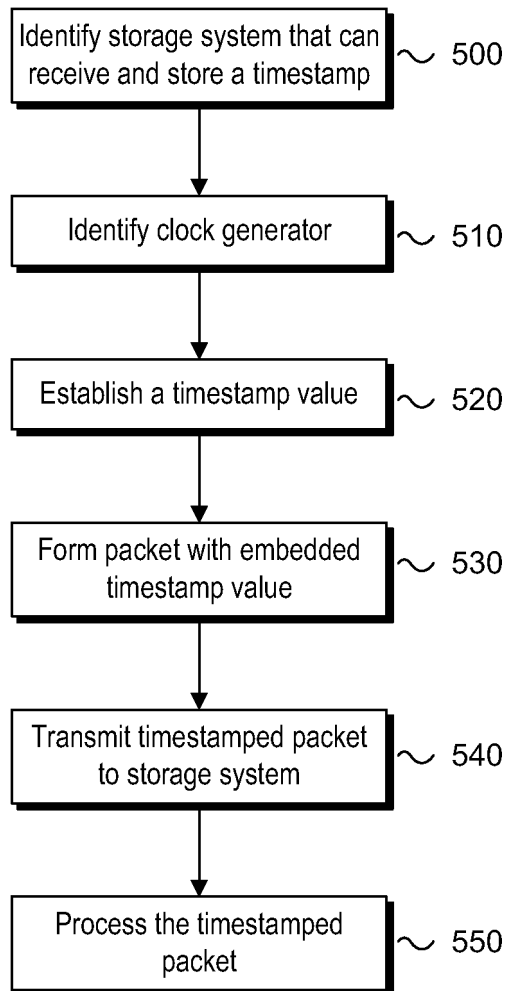 Identify storage system that can
receive and store a timestamp
500
Identify clock generator
510
Establish a timestamp value
520
Form packet with embedded
timestamp value
530
Transmit timestamped packet
to storage system
540
Process the timestamped
packet
550